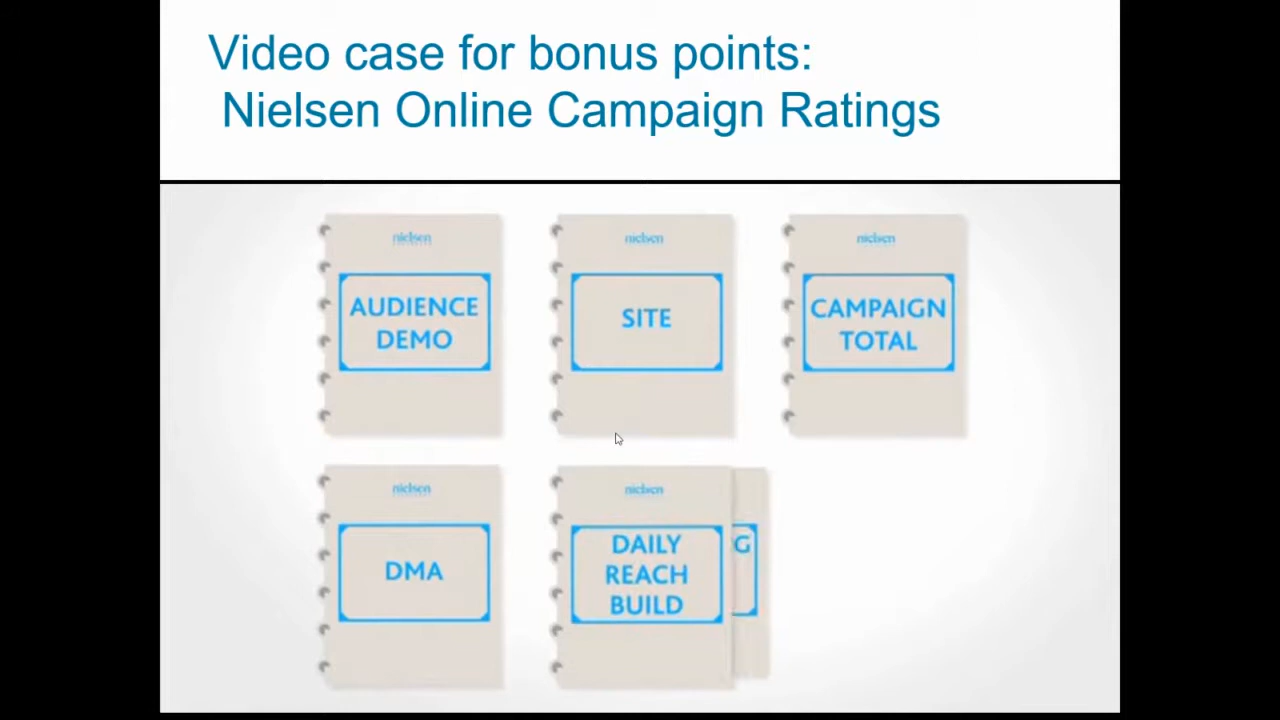 Video case for bonus points:
Nielsen Online Campaign Ratings
nielsen
AUDIENCE
DEMO
nielsen
SITE
nielsen
CAMPAIGN
TOTAL
nielsen
DMA
nielsen
DAILY
REACH
BUILD
G